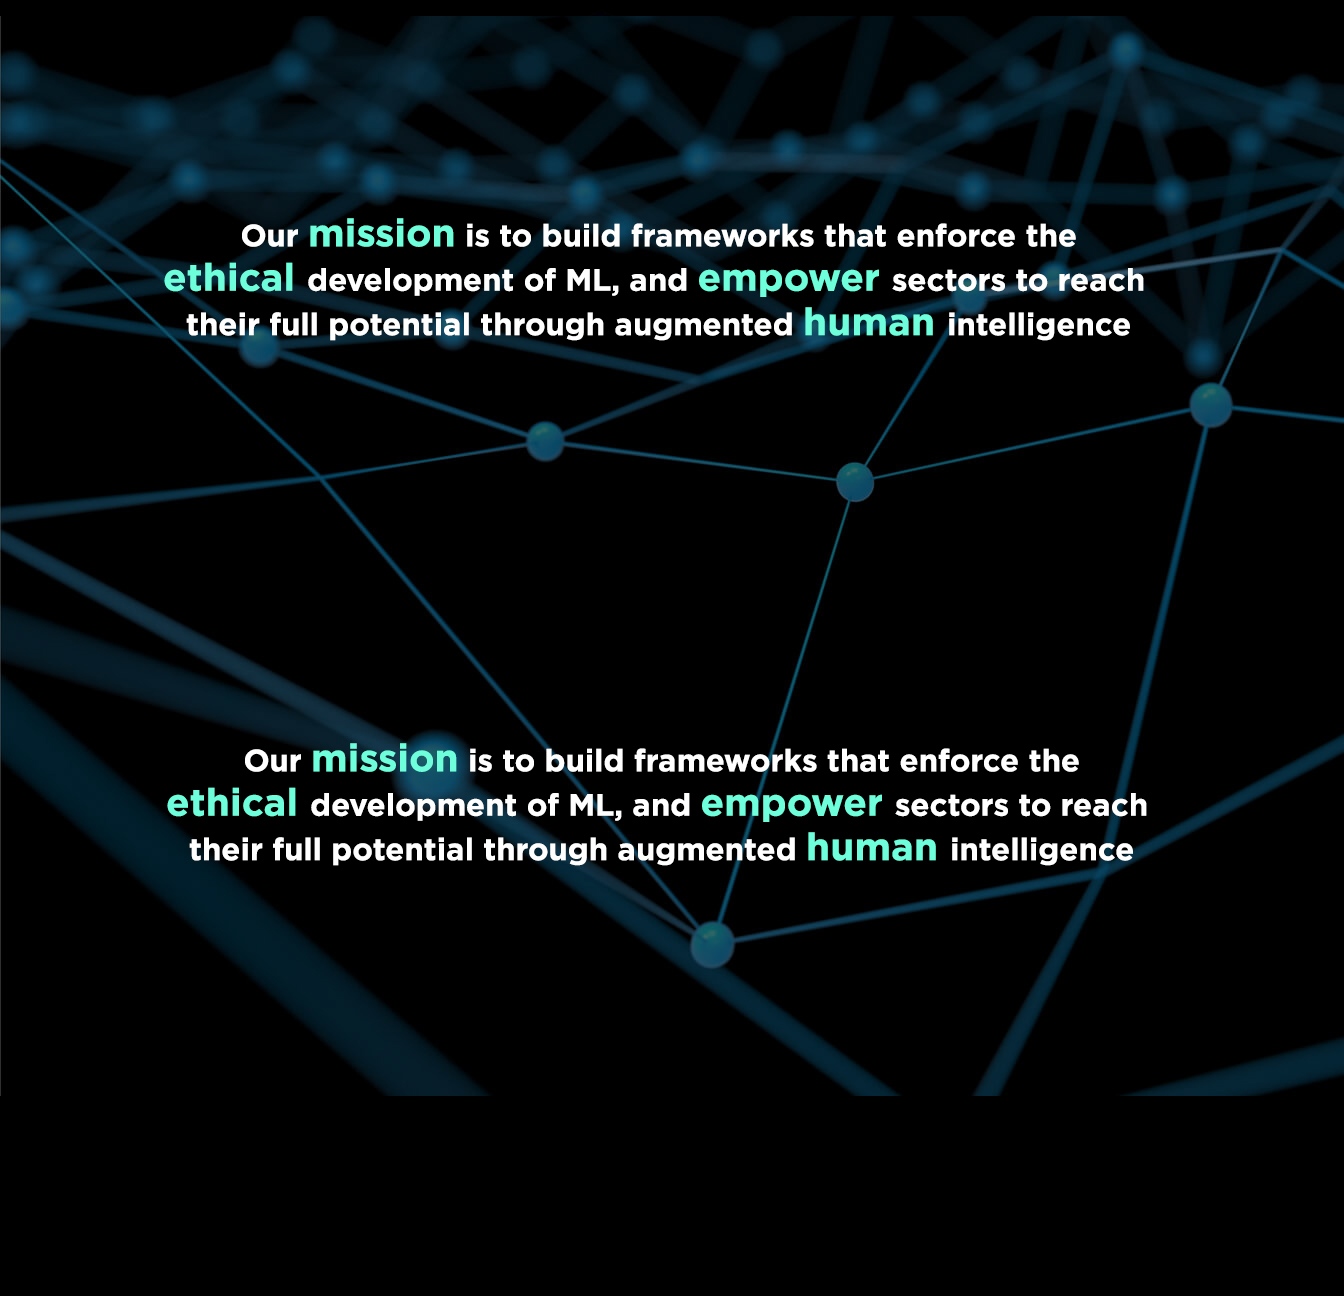 Our mission is to build frameworks that enforce the
ethical development of ML, and empower sectors to reach
their full potential through augmented human intelligence
Our mission is to build frameworks that enforce the
ethical development of ML, and empower sectors to reach
their full potential through augmented human intelligence